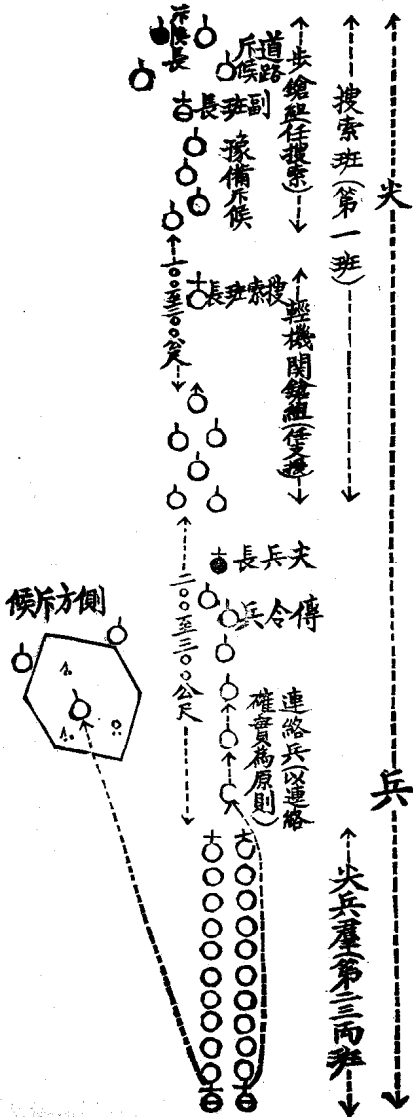 尖兵
搜索班(第一班)
尖兵羣(第二三兩班)
步鎗組(任搜索)
輕機関鎗組(任支援)
斥候長
道路斥候
副班長
豫備斥候
一〇〇至二〇〇公尺
搜索班長
尖兵長
傳令兵
二〇〇至三〇〇公尺
連絡兵(以連絡確實為原則)
側方斥候